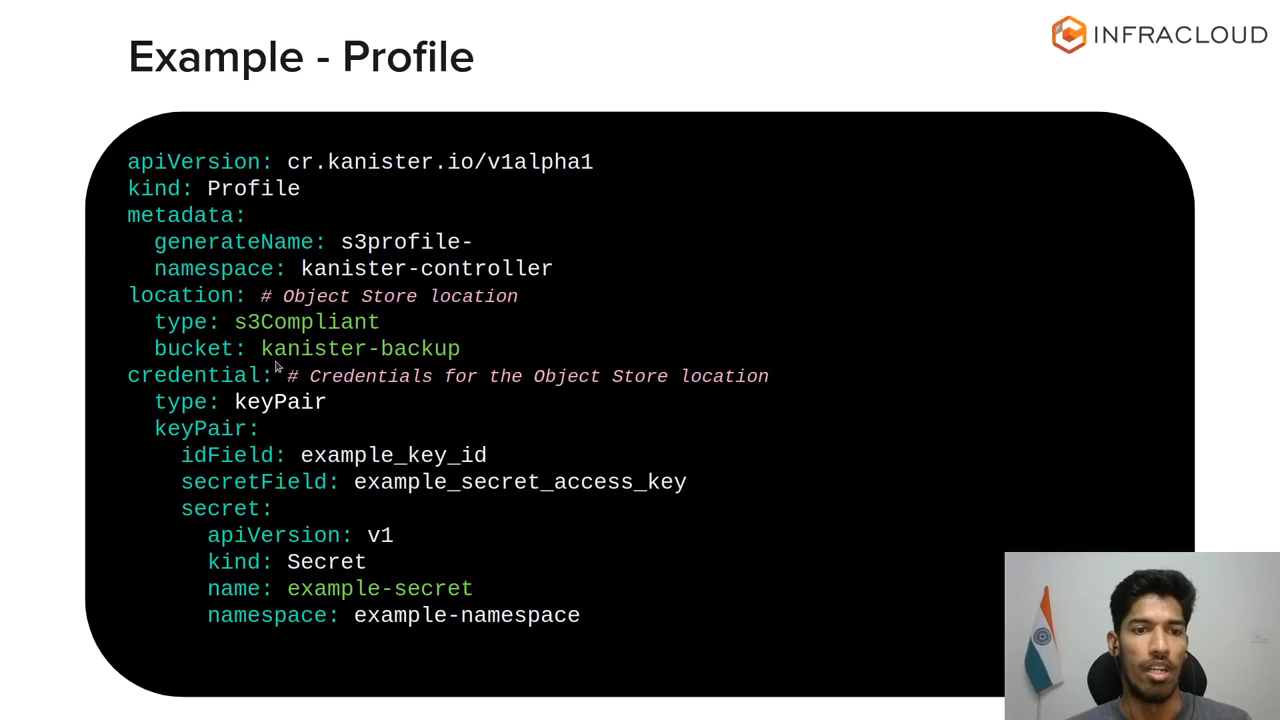 Example - Profile
INFRACLOUD
apiVersion: cr.kanister.io/v1alpha1
kind: Profile
metadata:
  generateName: s3profile-
  namespace: kanister-controller
location: # Object Store location
  type: s3Compliant
  bucket: kanister-backup
credential: # Credentials for the Object Store location
  type: keyPair
  keyPair:
    idField: example_key_id
    secretField: example_secret_access_key
    secret:
      apiVersion: v1
      kind: Secret
      name: example-secret
      namespace: example-namespace